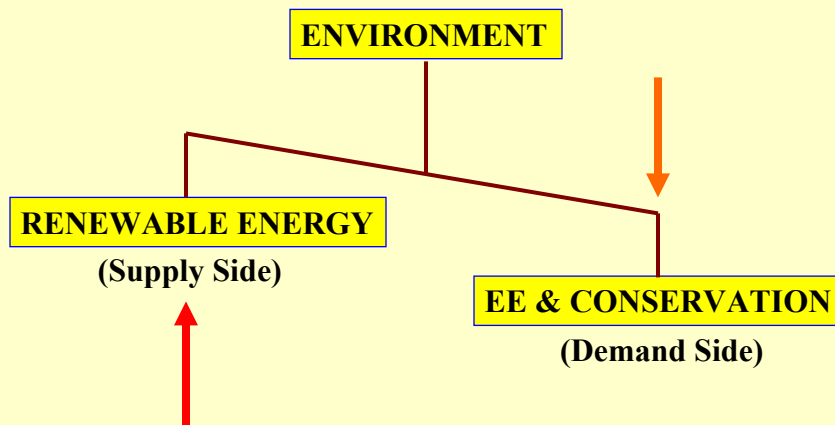 ENVIRONMENT
RENEWABLE ENERGY
(Supply Side)
EE & CONSERVATION
(Demand Side)